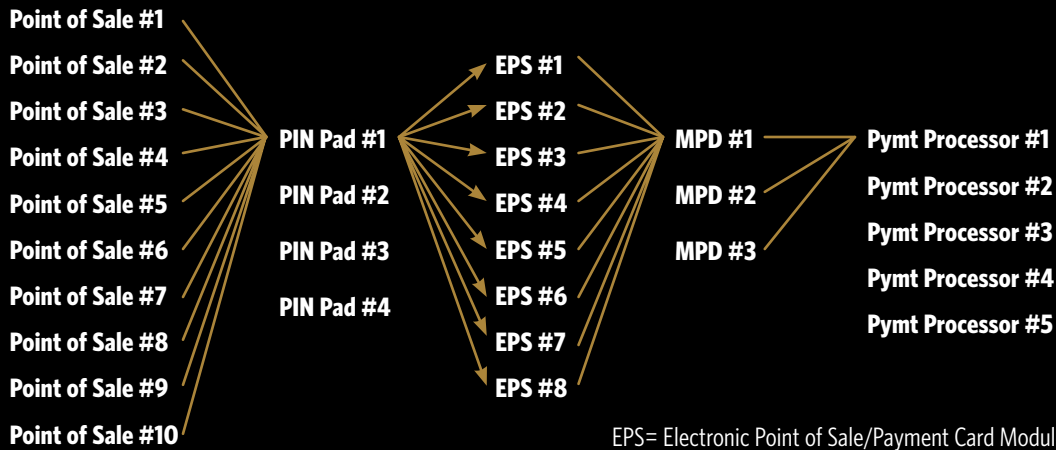 Point of Sale #1
Point of Sale #2
Point of Sale #3
Point of Sale #4
Point of Sale #5
Point of Sale #6
Point of Sale #7
Point of Sale #8
Point of Sale #9
Point of Sale #10
PIN Pad #1
PIN Pad #2
PIN Pad #3
PIN Pad #4
EPS #1
EPS #2
EPS #3
EPS #4
EPS #5
EPS #6
EPS #7
EPS #8
MPD #1
MPD #2
MPD #3
Pymt Processor #1
Pymt Processor #2
Pymt Processor #3
Pymt Processor #4
Pymt Processor #5
EPS= Electronic Point of Sale/Payment Card Modul